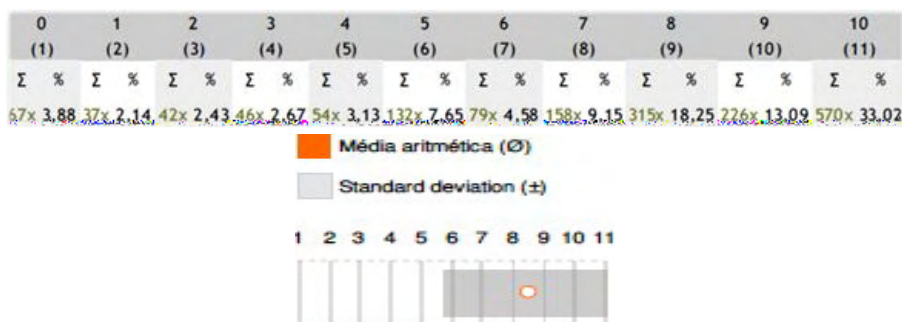 0 1 2 3 4 5 6 7 8 9 10
(1) (2) (3) (4) (5) (6) (7) (8) (9) (10) (11)
Σ % Σ % Σ % Σ % Σ % Σ % Σ % Σ % Σ % Σ % Σ %
67x 3,88 37x 2,14 42x 2,43 46x 2,67 54x 3,13 132x 7,65 79x 4,58 158x 9,15 315x 18,25 226x 13,09 570x 33,02
Média aritmética (Ø)
Standard deviation (±)
1 2 3 4 5 6 7 8 9 10 11